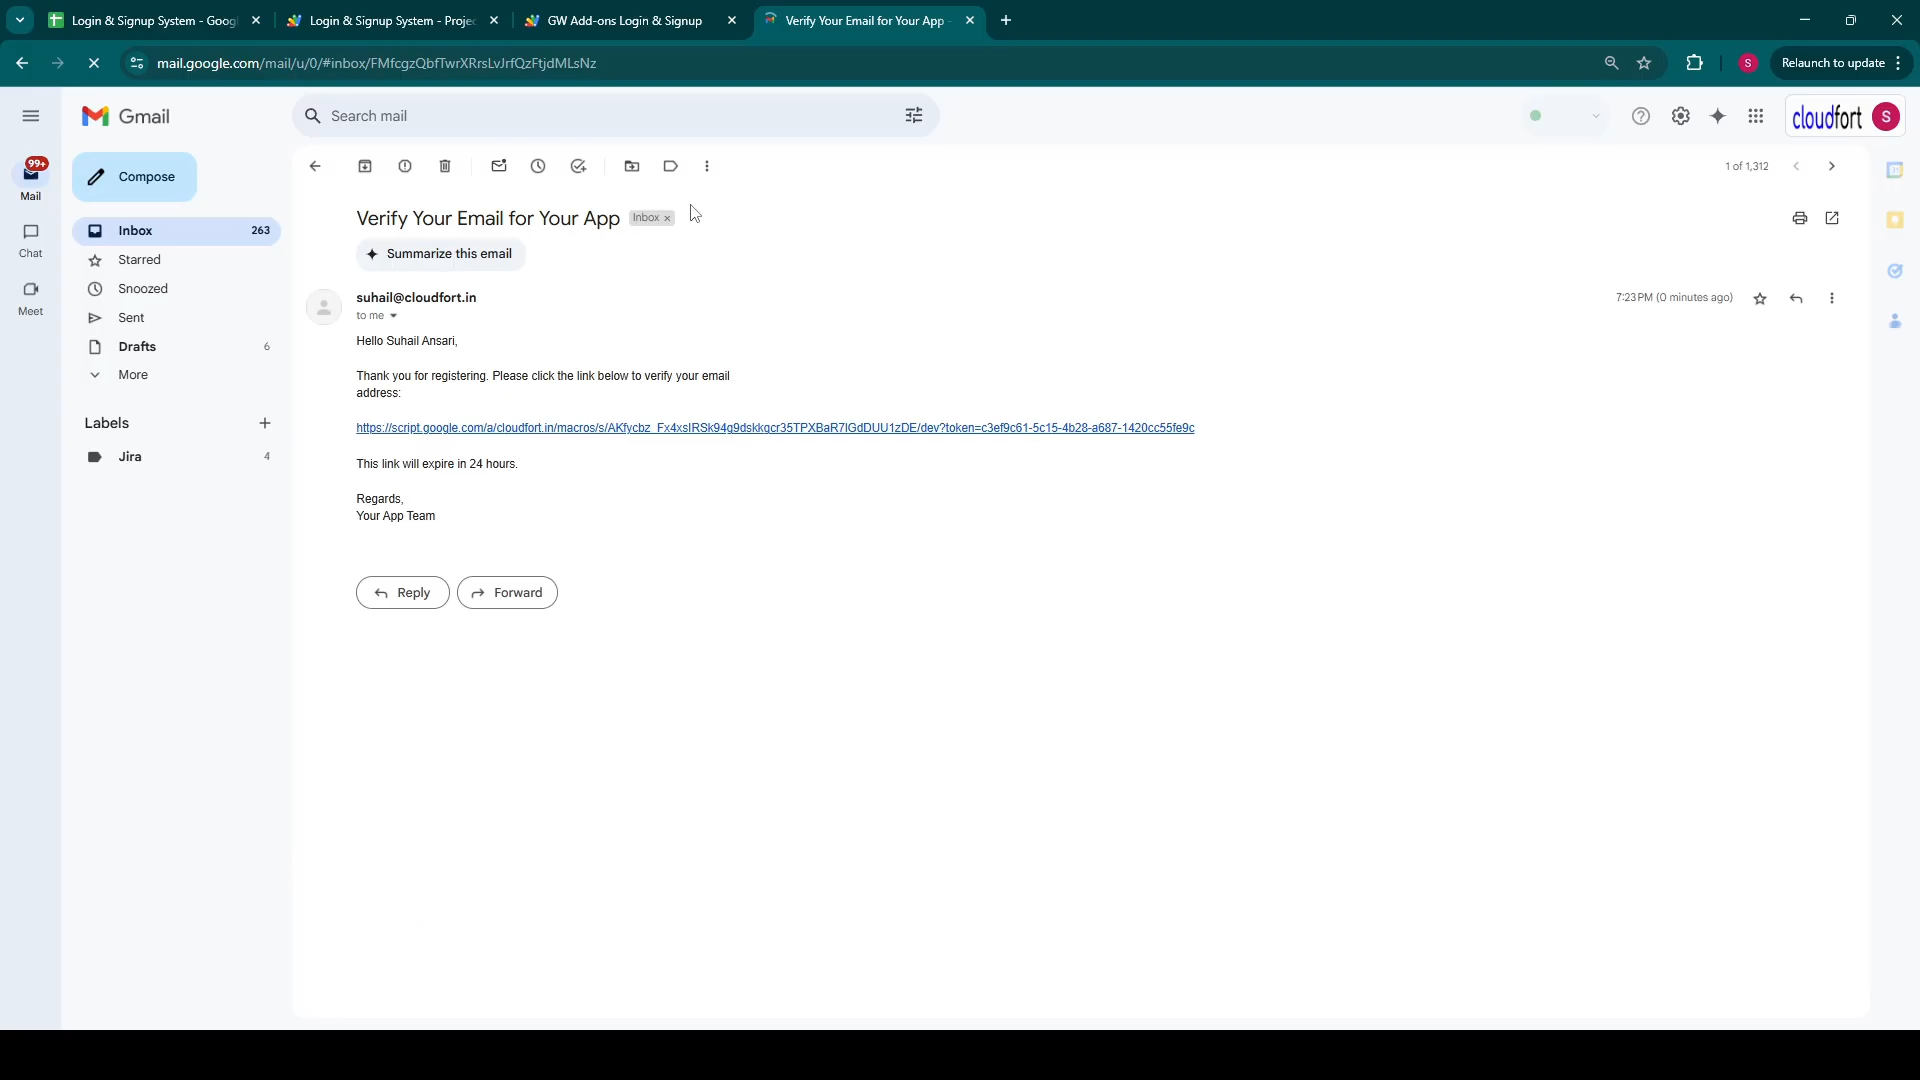 Login & Signup System - Goog
Login & Signup System - Projec
GW Add-ons Login & Signup
Verify Your Email for Your App -
mail.google.com/mail/u/0/#inbox/FMfcgzQbfTwrXRrsLvJrfQzFtjdMLsNz
S
Relaunch to update
Gmail
Search mail
cloudfort
S
99+
Mail
Chat
Meet
Compose
Inbox 263
Starred
Snoozed
Sent
Drafts 6
More
Labels
Jira 4
1 of 1,312
Verify Your Email for Your App Inbox x
Summarize this email
suhail@cloudfort.in
to me
7:23 PM (0 minutes ago)
Hello Suhail Ansari,
Thank you for registering. Please click the link below to verify your email
address:
https://script.google.com/a/cloudfort.in/macros/s/AKfycbz_Fx4xsIRSk94g9dskkqcr35TPXBaR7IGdDUU1zDE/dev?token=c3ef9c61-5c15-4b28-a687-1420cc55fe9c
This link will expire in 24 hours.
Regards,
Your App Team
Reply
Forward